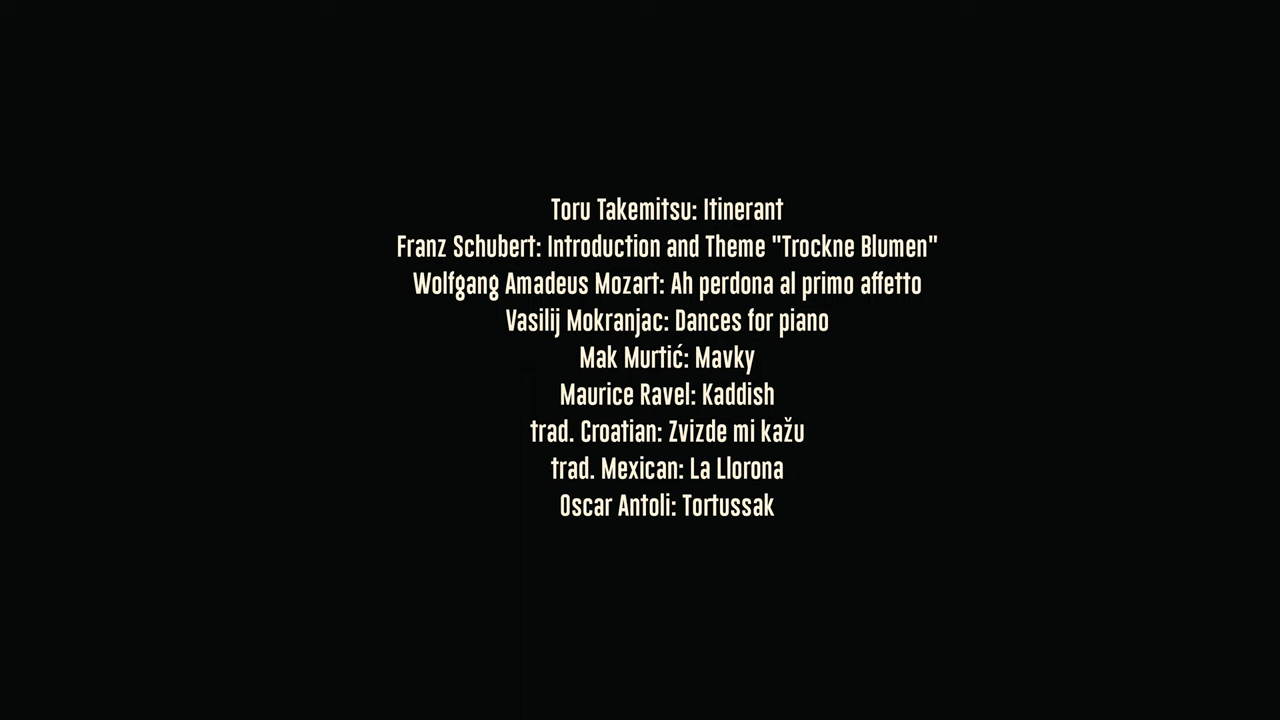 Toru Takemitsu: Itinerant
Franz Schubert: Introduction and Theme "Trockne Blumen"
Wolfgang Amadeus Mozart: Ah perdona al primo affetto
Vasilij Mokranjac: Dances for piano
Mak Murtić: Mavky
Maurice Ravel: Kaddish
trad. Croatian: Zvizde mi kažu
trad. Mexican: La Llorona
Oscar Antoli: Tortussak